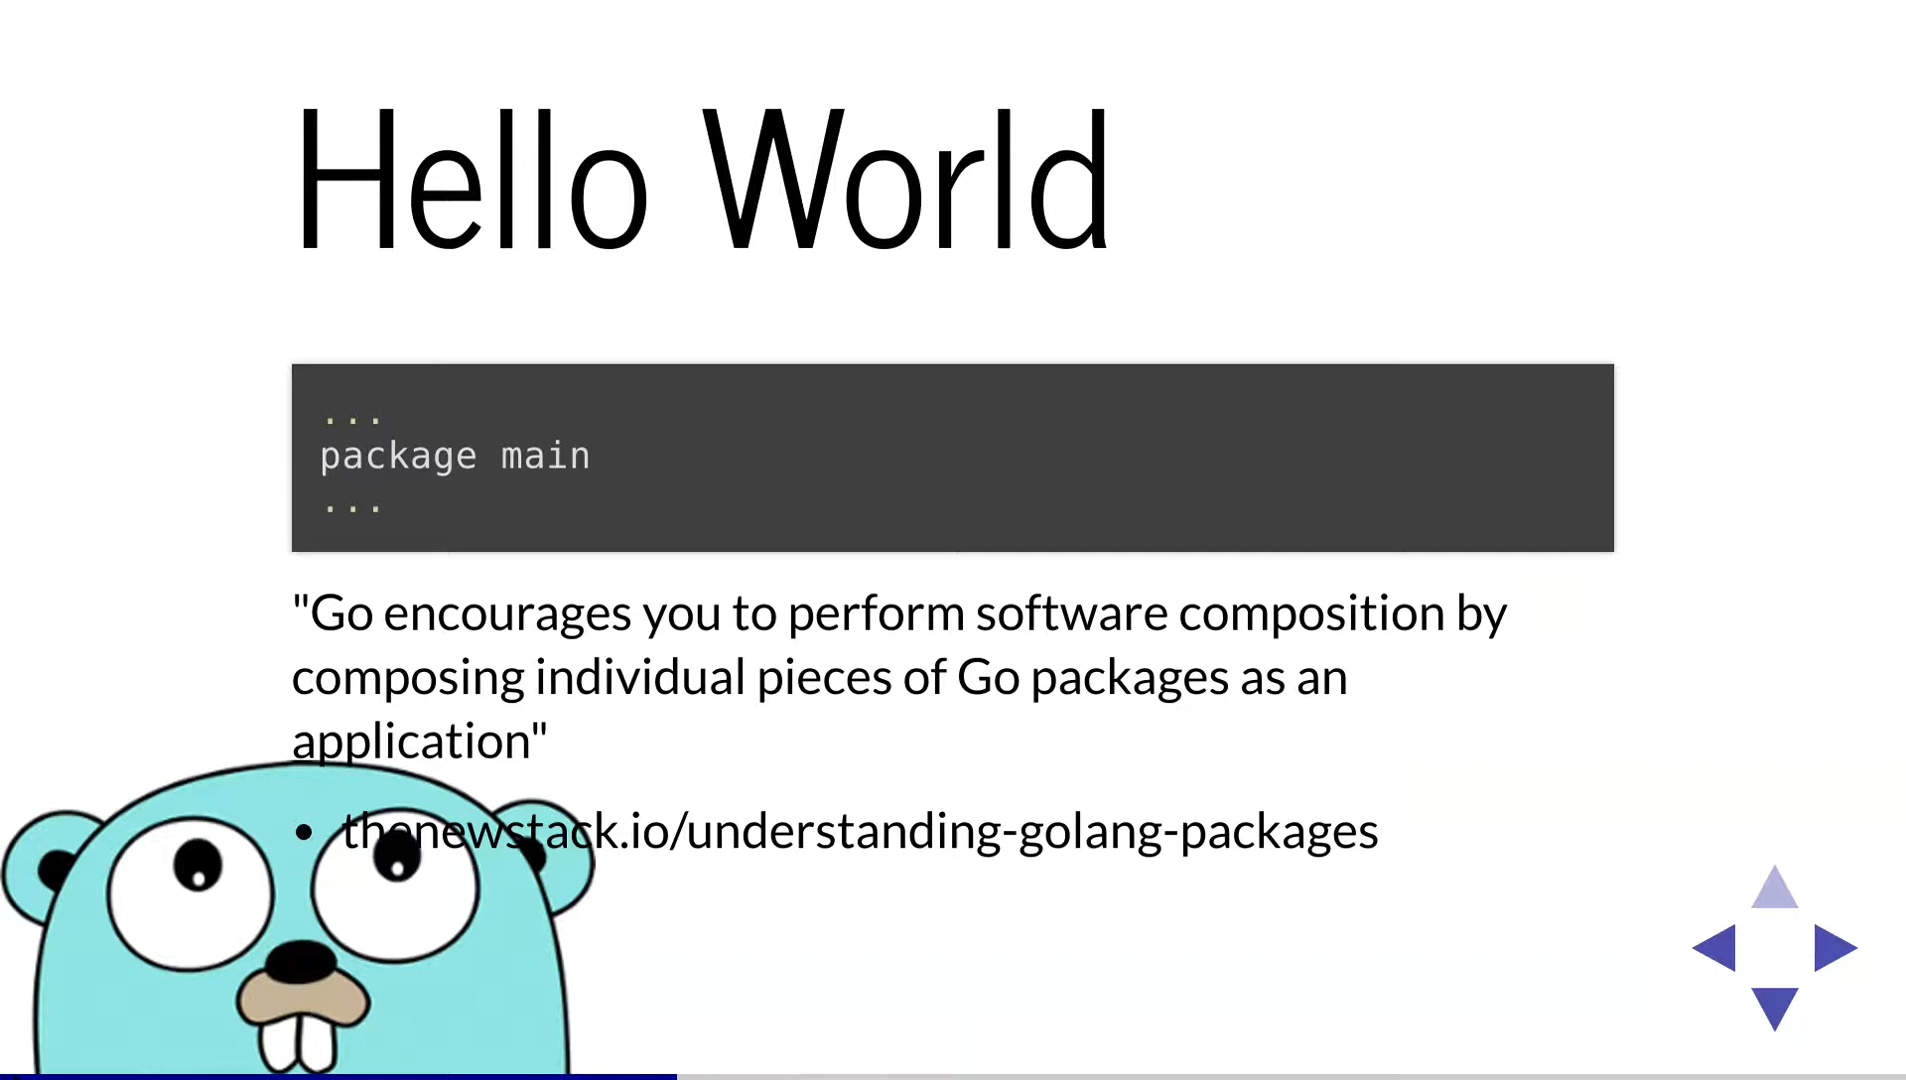 Hello World
...
package main
...
"Go encourages you to perform software composition by
composing individual pieces of Go packages as an
application"
• thenewstack.io/understanding-golang-packages